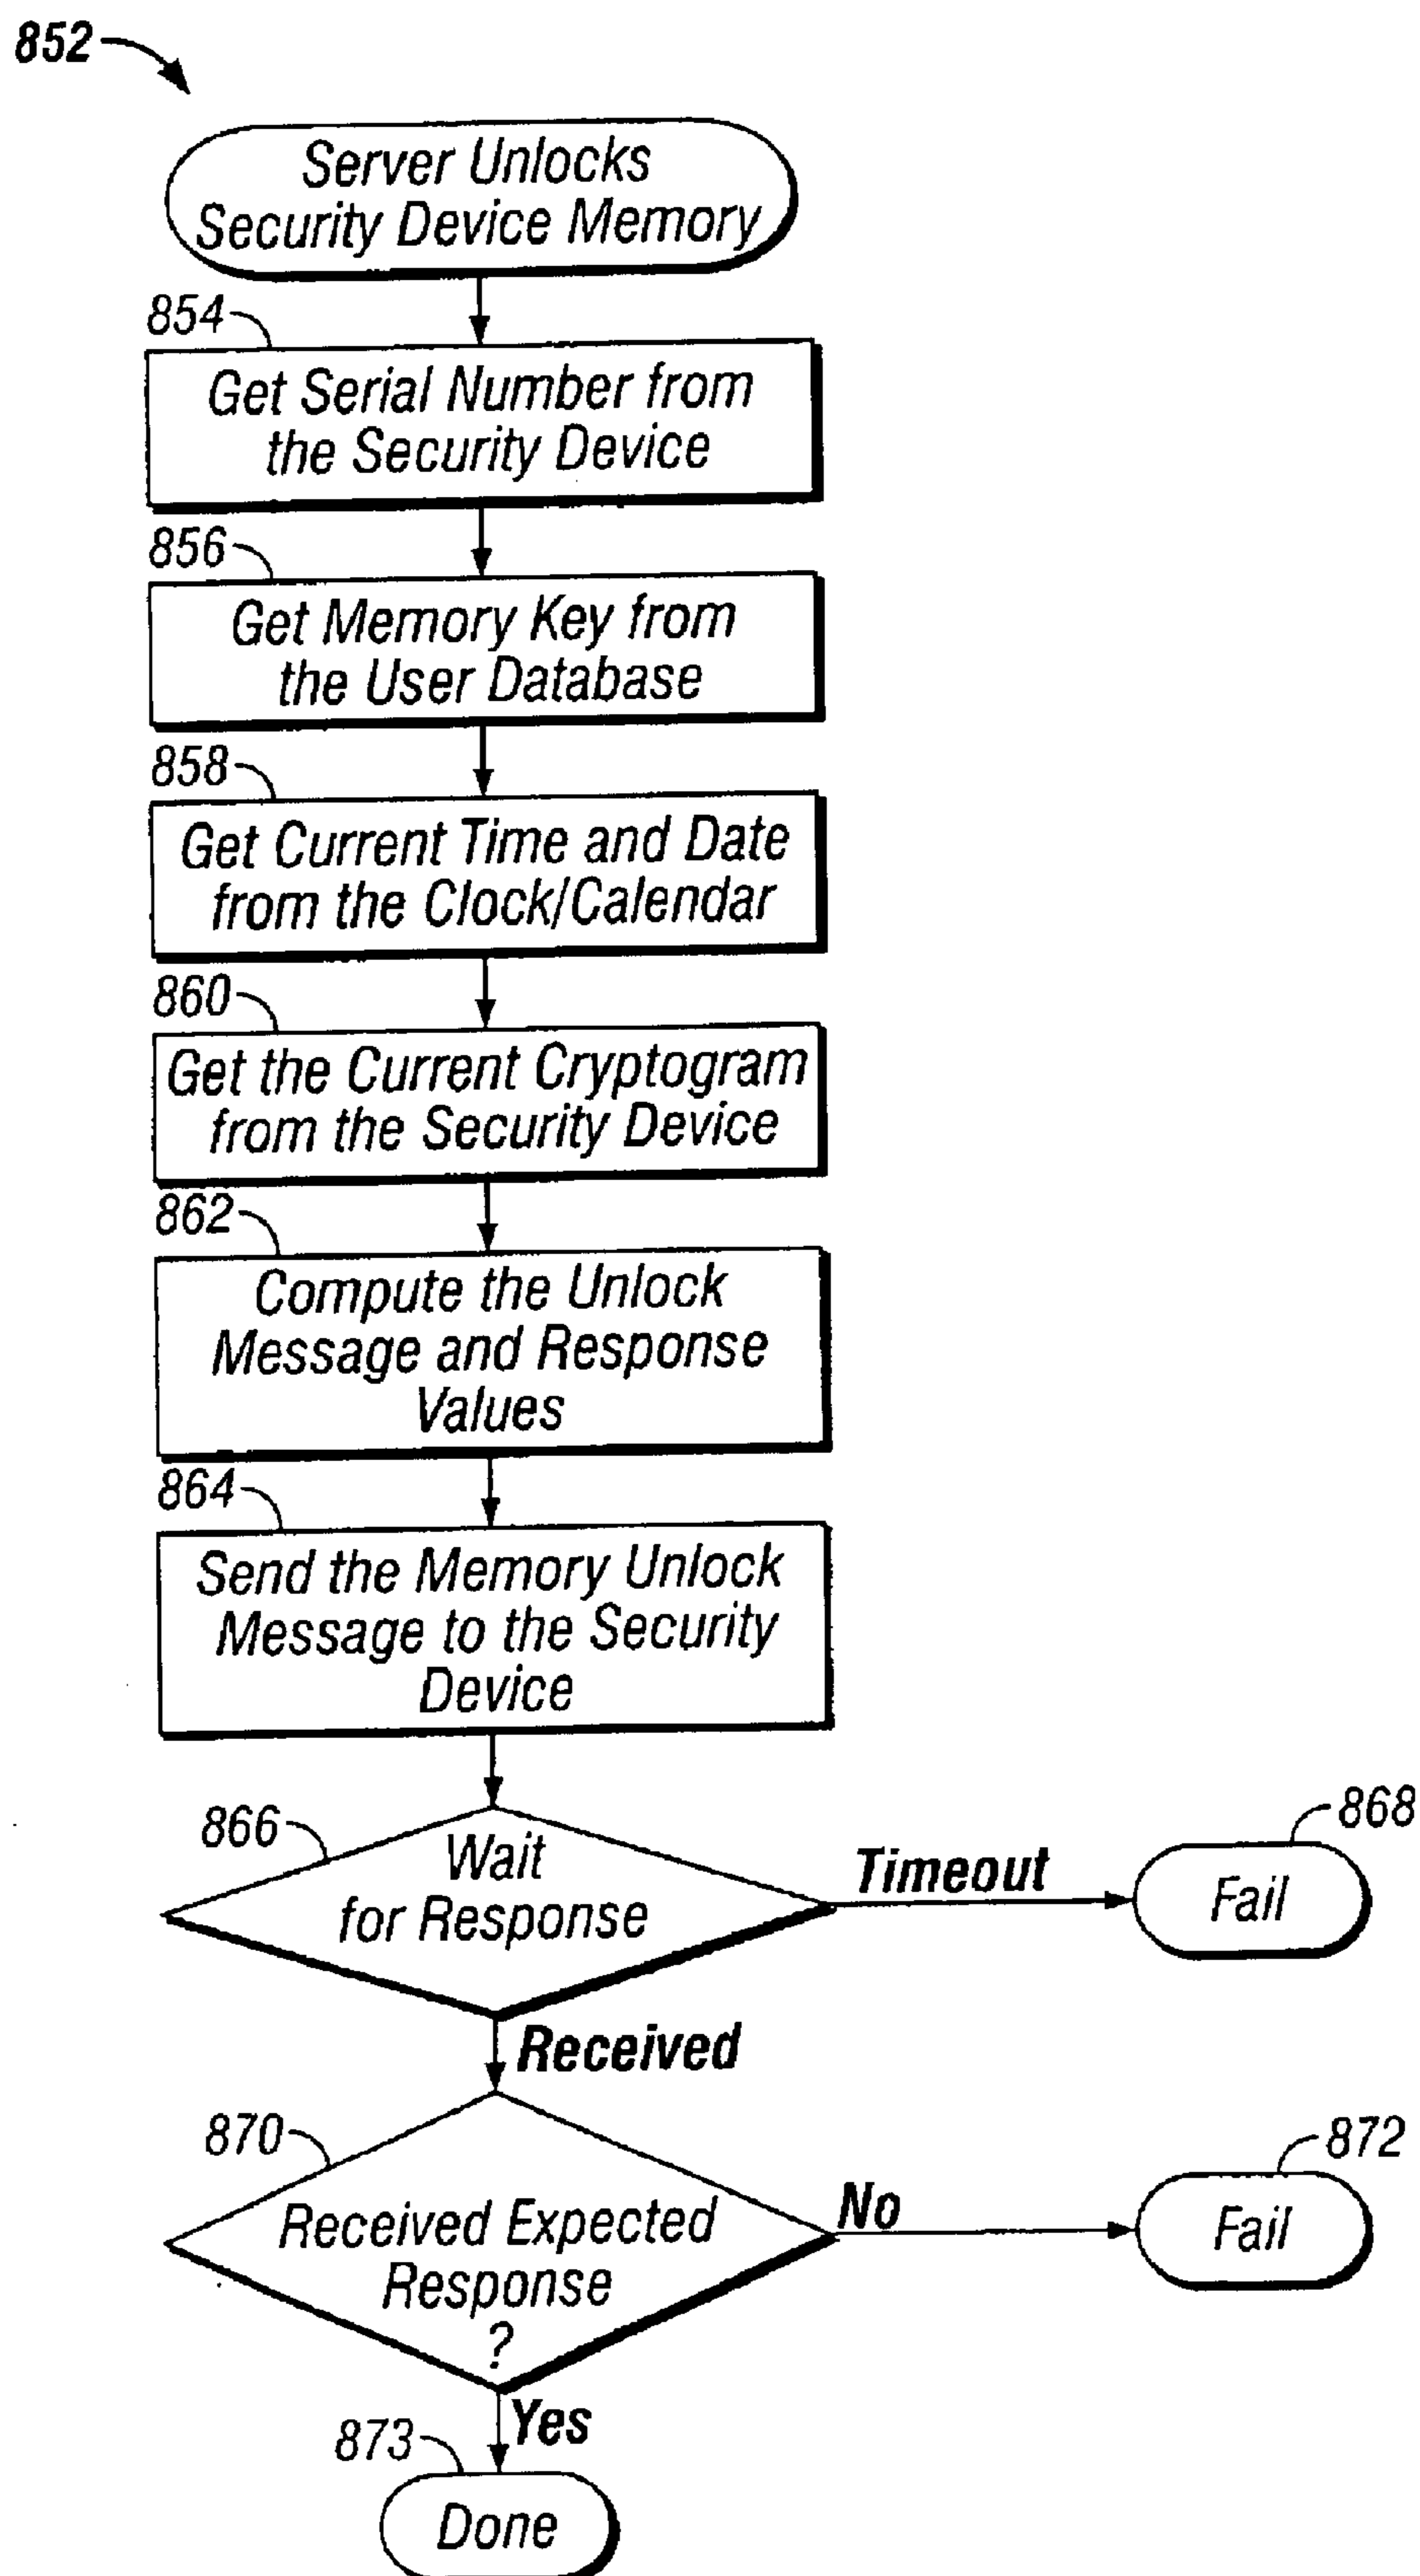 852
Server Unlocks
Security Device Memory
854
Get Serial Number from
the Security Device
856
Get Memory Key from
the User Database
858
Get Current Time and Date
from the Clock/Calendar
860
Get the Current Cryptogram
from the Security Device
862
Compute the Unlock
Message and Response
Values
864
Send the Memory Unlock
Message to the Security
Device
866
Wait
for Response
Timeout
868
Fail
Received
870
Received Expected
Response
?
No
872
Fail
Yes
873
Done